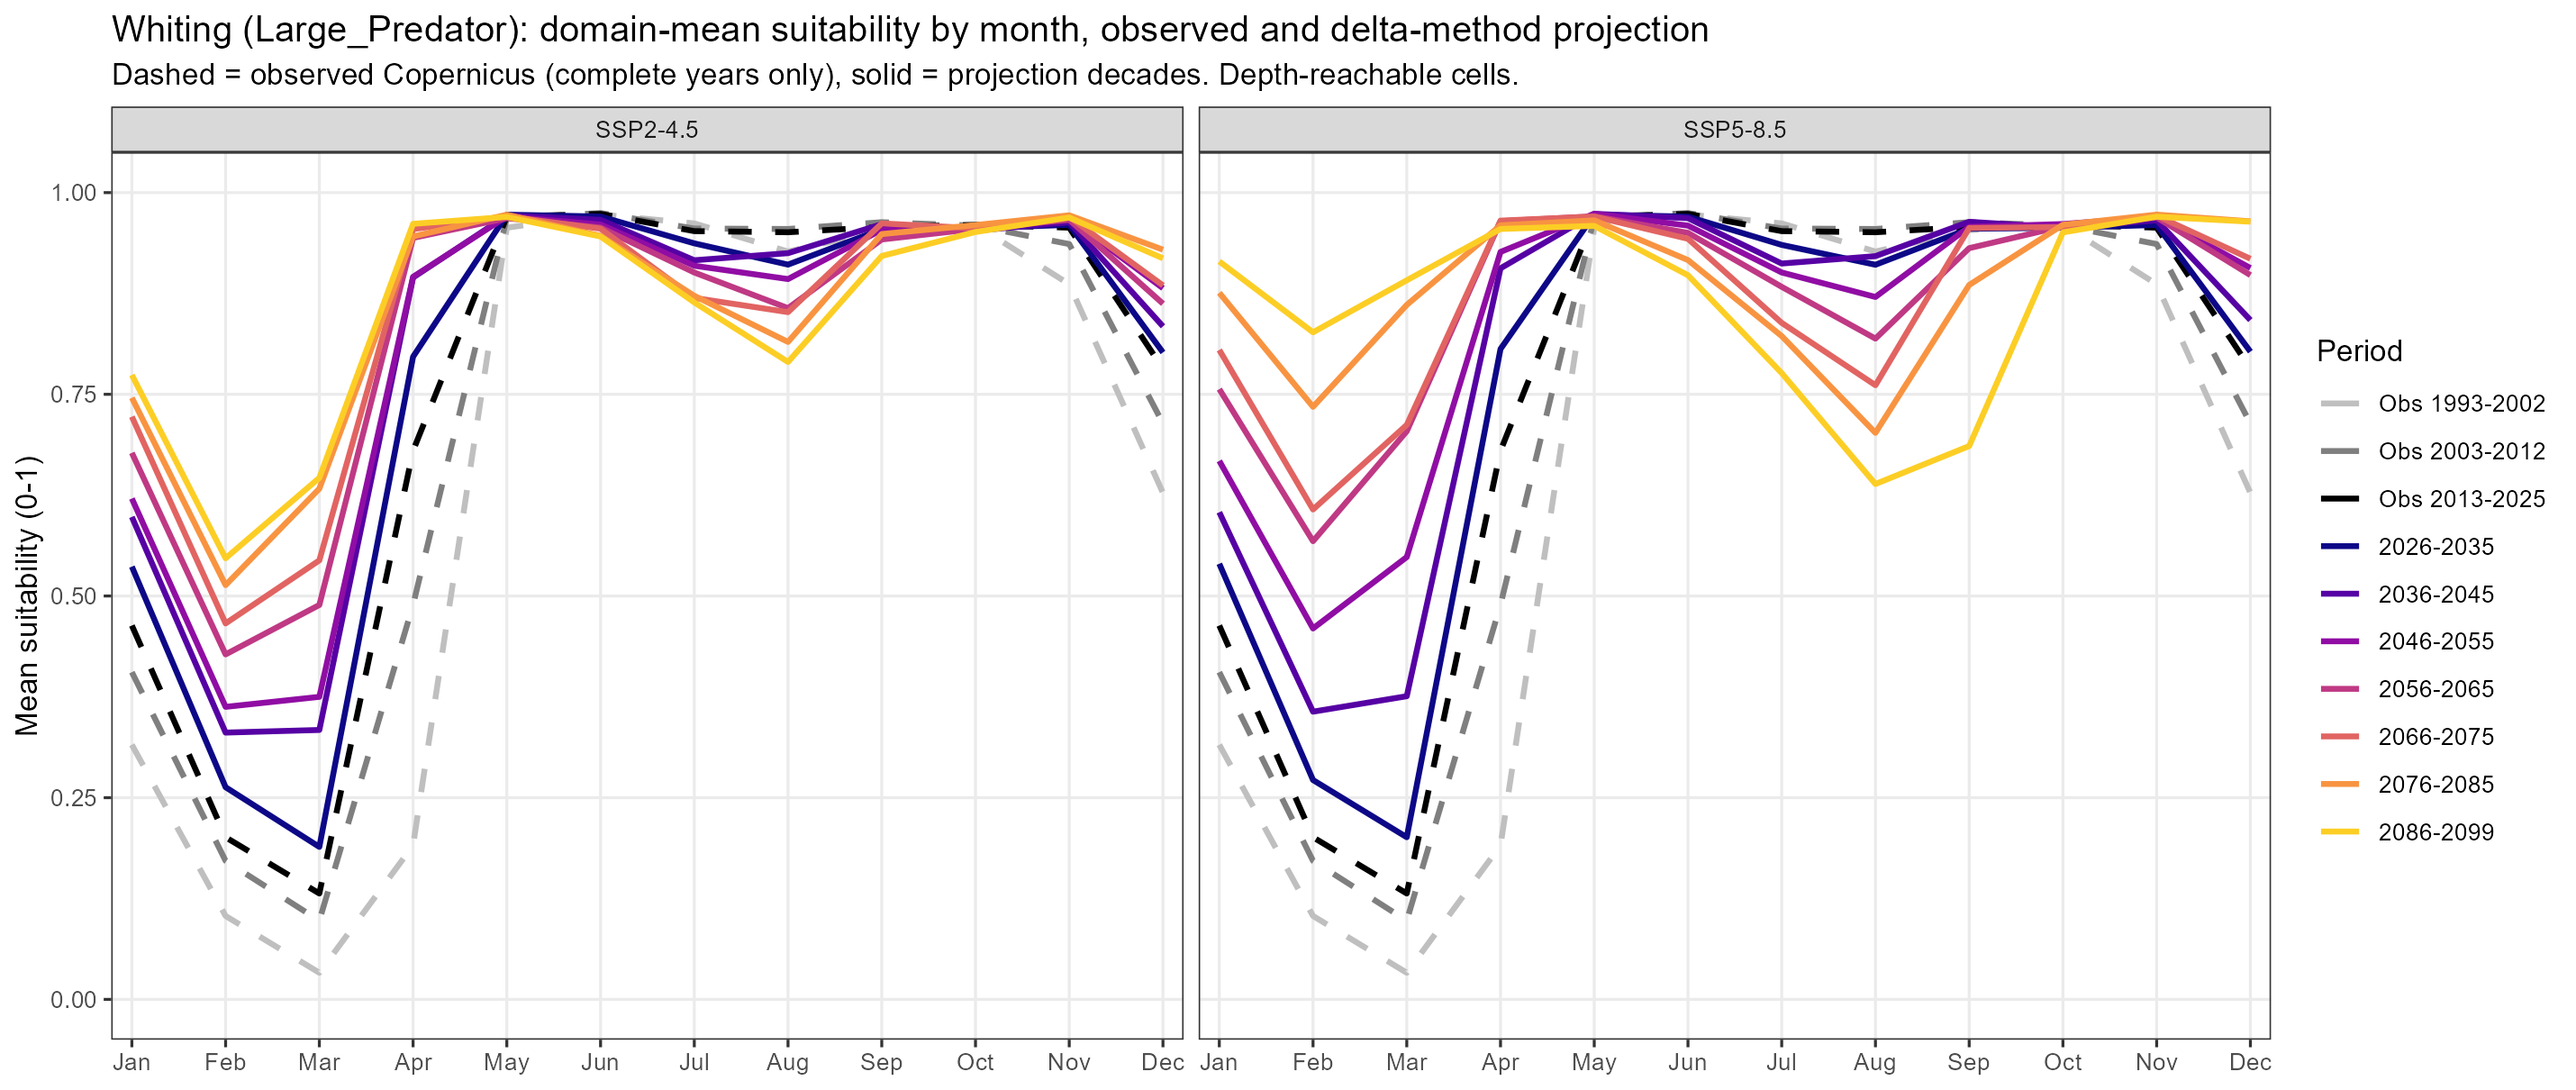 Whiting (Large_Predator): domain-mean suitability by month, observed and delta-method projection
Dashed = observed Copernicus (complete years only), solid = projection decades. Depth-reachable cells.
SSP2-4.5
SSP5-8.5
Mean suitability (0-1)
1.00
0.75
0.50
0.25
0.00
Jan Feb Mar Apr May Jun Jul Aug Sep Oct Nov Dec
Jan Feb Mar Apr May Jun Jul Aug Sep Oct Nov Dec
Period
Obs 1993-2002
Obs 2003-2012
Obs 2013-2025
2026-2035
2036-2045
2046-2055
2056-2065
2066-2075
2076-2085
2086-2099